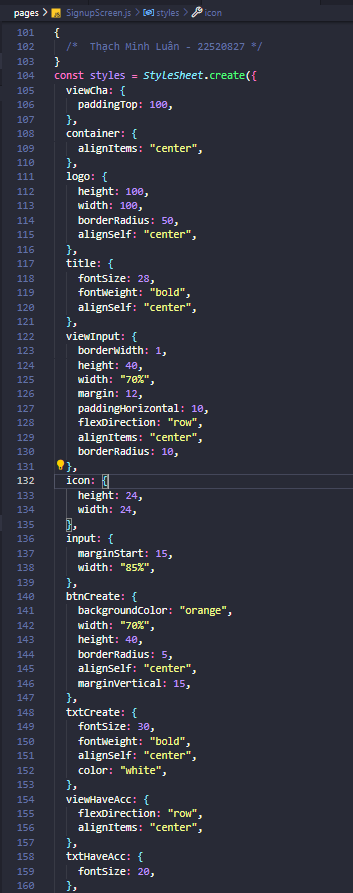 pages > JS SignupScreen.js > styles > icon
101 {
102 /* Thạch Minh Luân - 22520827 */
103 }
104 const styles = StyleSheet.create({
105 viewCha: {
106 paddingTop: 100,
107 },
108 container: {
109 alignItems: "center",
110 },
111 logo: {
112 height: 100,
113 width: 100,
114 borderRadius: 50,
115 alignSelf: "center",
116 },
117 title: {
118 fontSize: 28,
119 fontWeight: "bold",
120 alignSelf: "center",
121 },
122 viewInput: {
123 borderWidth: 1,
124 height: 40,
125 width: "70%",
126 margin: 12,
127 paddingHorizontal: 10,
128 flexDirection: "row",
129 alignItems: "center",
130 borderRadius: 10,
131 },
132 icon: {
133 height: 24,
134 width: 24,
135 },
136 input: {
137 marginStart: 15,
138 width: "85%",
139 },
140 btnCreate: {
141 backgroundColor: "orange",
142 width: "70%",
143 height: 40,
144 borderRadius: 5,
145 alignSelf: "center",
146 marginVertical: 15,
147 },
148 txtCreate: {
149 fontSize: 30,
150 fontWeight: "bold",
151 alignSelf: "center",
152 color: "white",
153 },
154 viewHaveAcc: {
155 flexDirection: "row",
156 alignItems: "center",
157 },
158 txtHaveAcc: {
159 fontSize: 20,
160 },